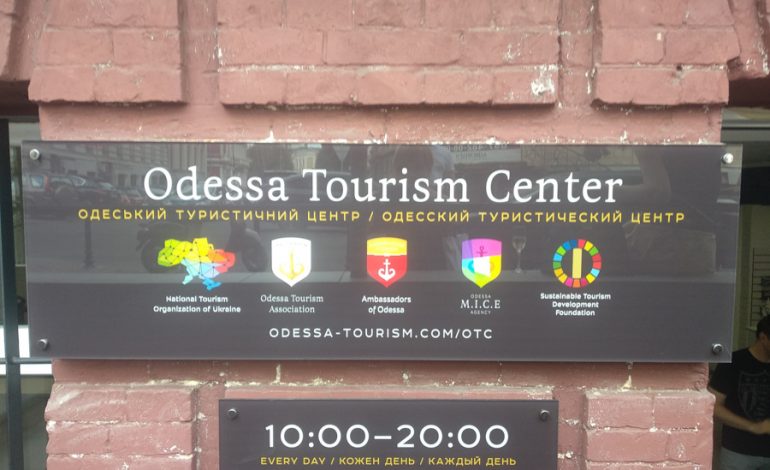 Odessa Tourism Center
ОДЕСЬКИЙ ТУРИСТИЧНИЙ ЦЕНТР / ОДЕССКИЙ ТУРИСТИЧЕСКИЙ ЦЕНТР
National Tourism
Organization of Ukraine
Odessa Tourism
Association
Ambassadors
of Odessa
ODESSA
M.I.C.E
AGENCY
Sustainable Tourism
Development
Foundation
ODESSA-TOURISM.COM/OTC
10:00–20:00
EVERY DAY / КОЖЕН ДЕНЬ / КАЖДЫЙ ДЕНЬ